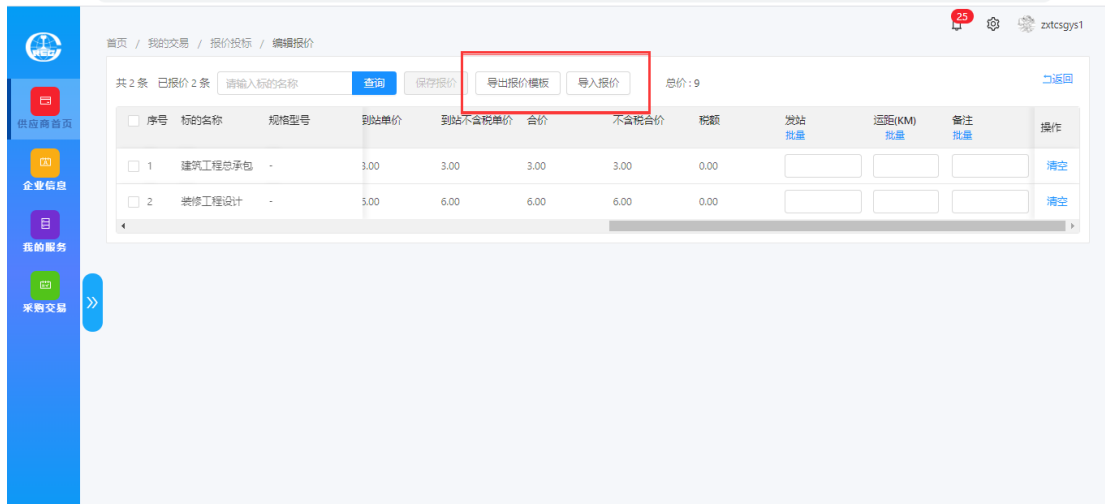 25 zxtcsgys1
首页 / 我的交易 / 报价投标 / 编辑报价
共2条 已报价2条 请输入标的名称 查询 保存报价 导出报价模板 导入报价 总价:9 返回
序号 标的名称 规格型号 到站单价 到站不含税单价 合价 不含税合价 税额 发站 运距(KM) 备注 操作
批量 批量 批量
1 建筑工程总承包 - 3.00 3.00 3.00 3.00 0.00 清空
2 装修工程设计 - 6.00 6.00 6.00 0.00 清空
供应商首页
企业信息
我的服务
采购交易